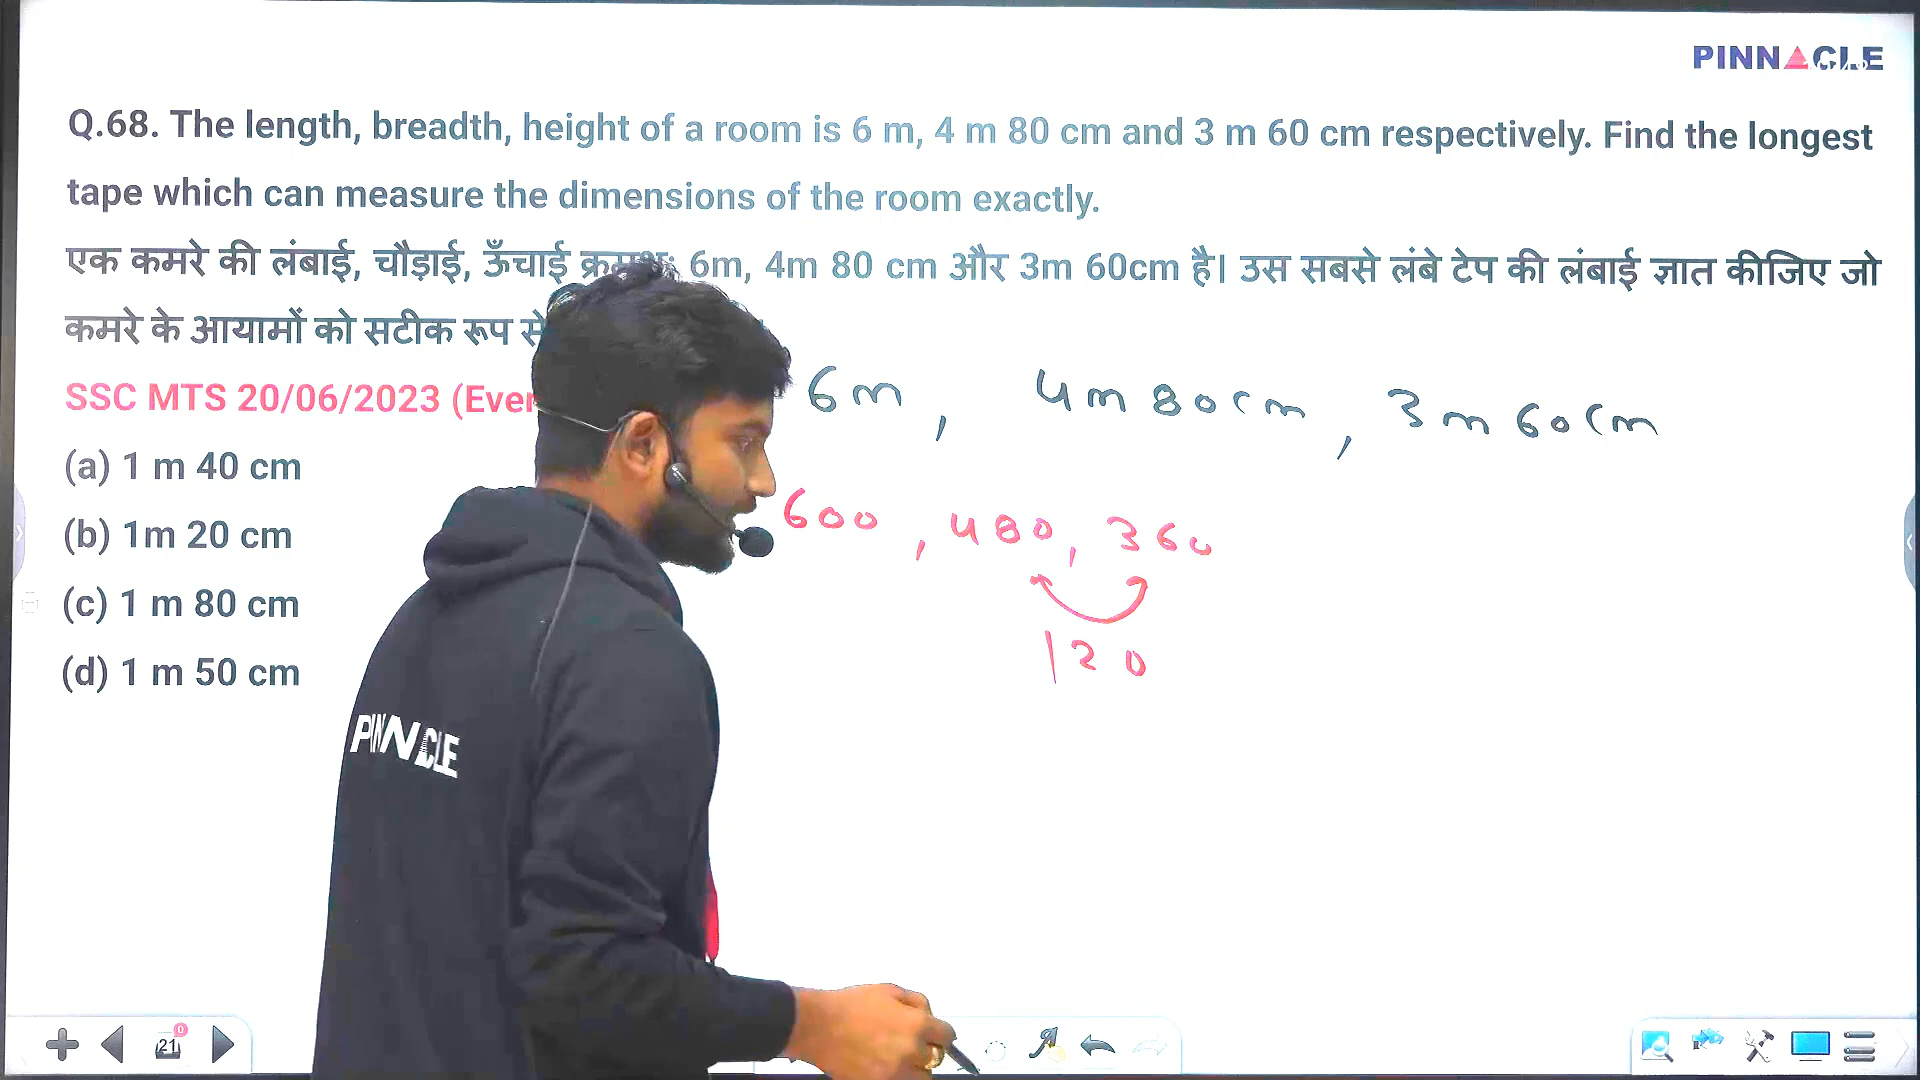 PINNACLE
Q.68. The length, breadth, height of a room is 6 m, 4 m 80 cm and 3 m 60 cm respectively. Find the longest
tape which can measure the dimensions of the room exactly.
एक कमरे की लंबाई, चौड़ाई, ऊँचाई 6m, 4m 80 cm और 3m 60cm है। उस सबसे लंबे टेप की लंबाई ज्ञात कीजिए जो
कमरे के आयामों को सटीक रूप से
SSC MTS 20/06/2023 (Ever
6m, 4m 80cm, 3m 60cm
(a) 1 m 40 cm
600, 480, 360
(b) 1m 20 cm
(c) 1 m 80 cm
120
(d) 1 m 50 cm
PINNACLE
21
0